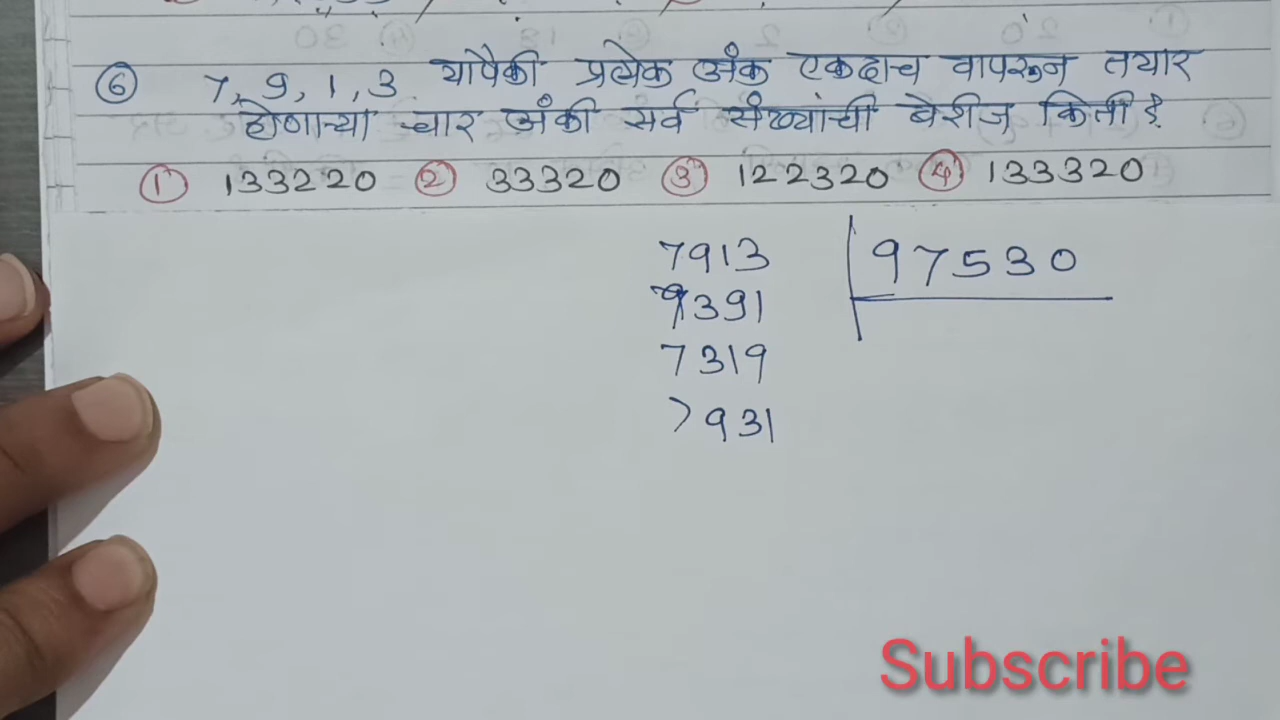 ⑥ 7, 9, 1, 3 यापैकी प्रत्येक अंक एकदाच वापरून तयार
होणाऱ्या चार अंकी सर्व संख्यांची बेरीज किती?
① 133220 ② 33320 ③ 122320 ④ 133320
7913
9391
7319
7931
97530
Subscribe